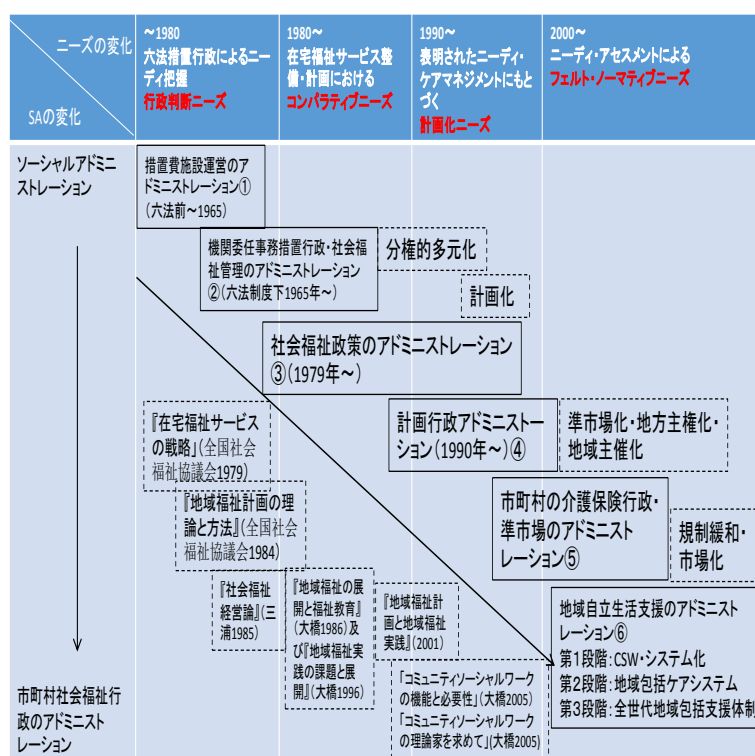 ニーズの変化
SAの変化
～1980
六法措置行政によるニー
ディ把握
行政判断ニーズ
1980～
在宅福祉サービス整
備・計画における
コンパラティブニーズ
1990～
表明されたニーディ・
ケアマネジメントにもと
づく
計画化ニーズ
2000～
ニーディ・アセスメントによる
フェルト・ノーマティブニーズ
ソーシャルアドミニ
ストレーション
措置費施設運営のア
ドミニストレーション①
(六法前～1965)
機関委任事務措置行政・社会福
祉管理のアドミニストレーション
②(六法制度下1965年～)
分権的多元化
計画化
社会福祉政策のアドミニストレーション
③(1979年～)
『在宅福祉サービス
の戦略』(全国社会
福祉協議会1979)
計画行政アドミニストー
ション(1990年～)④
準市場化・地方主権化・
地域主催化
『地域福祉計画の理
論と方法』(全国社会
福祉協議会1984)
市町村の介護保険行政・
準市場のアドミニスト
レーション⑤
規制緩和・
市場化
『社会福祉
経営論』(三
浦1985)
『地域福祉の展
開と福祉教育』
(大橋1986)及
び『地域福祉実
践の課題と展
開』(大橋1996)
『地域福祉計
画と地域福祉
実践』(2001)
地域自立生活支援のアドミニスト
レーション⑥
第1段階：CSW・システム化
第2段階：地域包括ケアシステム
第3段階：全世代地域包括支援体制
「コミュニティソーシャルワーク
の機能と必要性」(大橋2005)
「コミュニティソーシャルワーク
の理論家を求めて」(大橋2005)
市町村社会福祉行
政のアドミニスト
レーション